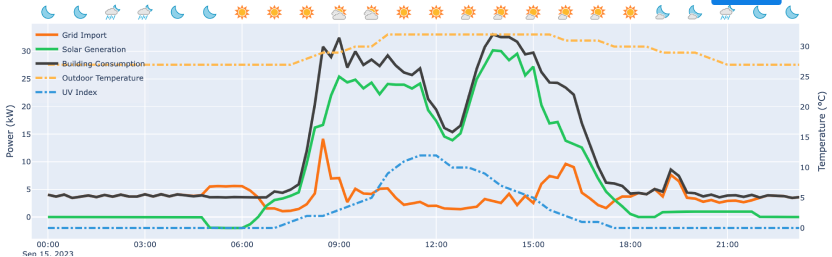 Grid Import
Solar Generation
Building Consumption
Outdoor Temperature
UV Index
Power (kW)
30
25
20
15
10
5
0
Temperature (°C)
30
25
20
15
10
5
0
00:00 03:00 06:00 09:00 12:00 15:00 18:00 21:00
Sep 15, 2023